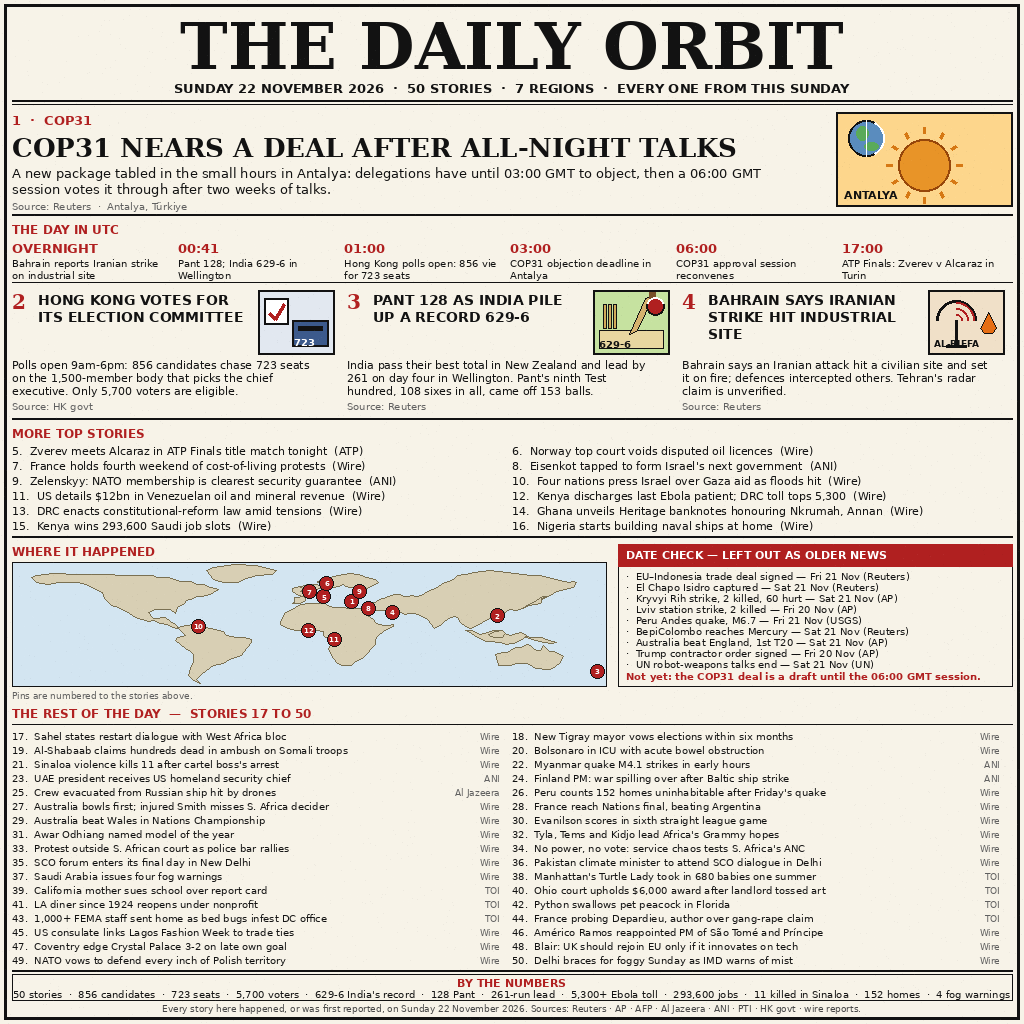 THE DAILY ORBIT
SUNDAY 22 NOVEMBER 2026 · 50 STORIES · 7 REGIONS · EVERY ONE FROM THIS SUNDAY
1 · COP31
COP31 NEARS A DEAL AFTER ALL-NIGHT TALKS
A new package tabled in the small hours in Antalya: delegations have until 03:00 GMT to object, then a 06:00 GMT
session votes it through after two weeks of talks.
Source: Reuters · Antalya, Türkiye
ANTALYA
THE DAY IN UTC
OVERNIGHT
Bahrain reports Iranian strike
on industrial site
00:41
Pant 128; India 629-6 in
Wellington
01:00
Hong Kong polls open: 856 vie
for 723 seats
03:00
COP31 objection deadline in
Antalya
06:00
COP31 approval session
reconvenes
17:00
ATP Finals: Zverev v Alcaraz in
Turin
2 HONG KONG VOTES FOR
ITS ELECTION COMMITTEE
723
Polls open 9am-6pm: 856 candidates chase 723 seats
on the 1,500-member body that picks the chief
executive. Only 5,700 voters are eligible.
Source: HK govt
3 PANT 128 AS INDIA PILE
UP A RECORD 629-6
629-6
India pass their best total in New Zealand and lead by
261 on day four in Wellington. Pant's ninth Test
hundred, 108 sixes in all, came off 153 balls.
Source: Reuters
4 BAHRAIN SAYS IRANIAN
STRIKE HIT INDUSTRIAL
SITE
Bahrain says an Iranian attack hit a civilian site and set
it on fire; defences intercepted others. Tehran's radar
claim is unverified.
Source: Reuters
MORE TOP STORIES
5. Zverev meets Alcaraz in ATP Finals title match tonight (ATP)
6. Norway top court voids disputed oil licences (Wire)
7. France holds fourth weekend of cost-of-living protests (Wire)
8. Eisenkot tapped to form Israel's next government (ANI)
9. Zelenskyy: NATO membership is clearest security guarantee (ANI)
10. Four nations press Israel over Gaza aid as floods hit (Wire)
11. US details $12bn in Venezuelan oil and mineral revenue (Wire)
12. Kenya discharges last Ebola patient; DRC toll tops 5,300 (Wire)
13. DRC enacts constitutional-reform law amid tensions (Wire)
14. Ghana unveils Heritage banknotes honouring Nkrumah, Annan (Wire)
15. Kenya wins 293,600 Saudi job slots (Wire)
16. Nigeria starts building naval ships at home (Wire)
WHERE IT HAPPENED
6
7
5
9
1
8
4
2
10
12
11
3
Pins are numbered to the stories above.
DATE CHECK — LEFT OUT AS OLDER NEWS
· EU–Indonesia trade deal signed — Fri 21 Nov (Reuters)
· El Chapo Isidro captured — Sat 21 Nov (Reuters)
· Kryvyi Rih strike, 2 killed, 60 hurt — Sat 21 Nov (AP)
· Lviv station strike, 2 killed — Fri 20 Nov (AP)
· Peru Andes quake, M6.7 — Fri 21 Nov (USGS)
· BepiColombo reaches Mercury — Sat 21 Nov (Reuters)
· Australia beat England, 1st T20 — Sat 21 Nov (AP)
· Trump contractor order signed — Fri 20 Nov (AP)
· UN robot-weapons talks end — Sat 21 Nov (UN)
Not yet: the COP31 deal is a draft until the 06:00 GMT session.
THE REST OF THE DAY — STORIES 17 TO 50
17. Sahel states restart dialogue with West Africa bloc Wire
18. New Tigray mayor vows elections within six months Wire
19. Al-Shabaab claims hundreds dead in ambush on Somali troops Wire
20. Bolsonaro in ICU with acute bowel obstruction Wire
21. Sinaloa violence kills 11 after cartel boss's arrest Wire
22. Myanmar quake M4.1 strikes in early hours ANI
23. UAE president receives US homeland security chief ANI
24. Finland PM: war spilling over after Baltic ship strike ANI
25. Crew evacuated from Russian ship hit by drones Al Jazeera
26. Peru counts 152 homes uninhabitable after Friday's quake Wire
27. Australia bowls first; injured Smith misses S. Africa decider Wire
28. France reach Nations final, beating Argentina Wire
29. Australia beat Wales in Nations Championship Wire
30. Evanilson scores in sixth straight league game Wire
31. Awar Odhiang named model of the year Wire
32. Tyla, Tems and Kidjo lead Africa's Grammy hopes Wire
33. Protest outside S. African court as police bar rallies Wire
34. No power, no vote: service chaos tests S. Africa's ANC Wire
35. SCO forum enters its final day in New Delhi Wire
36. Pakistan climate minister to attend SCO dialogue in Delhi Wire
37. Saudi Arabia issues four fog warnings Wire
38. Manhattan's Turtle Lady took in 680 babies one summer TOI
39. California mother sues school over report card TOI
40. Ohio court upholds $6,000 award after landlord tossed art TOI
41. LA diner since 1924 reopens under nonprofit TOI
42. Python swallows pet peacock in Florida TOI
43. 1,000+ FEMA staff sent home as bed bugs infest DC office TOI
44. France probing Depardieu, author over gang-rape claim TOI
45. US consulate links Lagos Fashion Week to trade ties Wire
46. Américo Ramos reappointed PM of São Tomé and Príncipe Wire
47. Coventry edge Crystal Palace 3-2 on late own goal Wire
48. Blair: UK should rejoin EU only if it innovates on tech Wire
49. NATO vows to defend every inch of Polish territory Wire
50. Delhi braces for foggy Sunday as IMD warns of mist Wire
BY THE NUMBERS
50 stories · 856 candidates · 723 seats · 5,700 voters · 629-6 India's record · 128 Pant · 261-run lead · 5,300+ Ebola toll · 293,600 jobs · 11 killed in Sinaloa · 152 homes · 4 fog warnings
Every story here happened, or was first reported, on Sunday 22 November 2026. Sources: Reuters · AP · AFP · Al Jazeera · ANI · PTI · HK govt · wire reports.